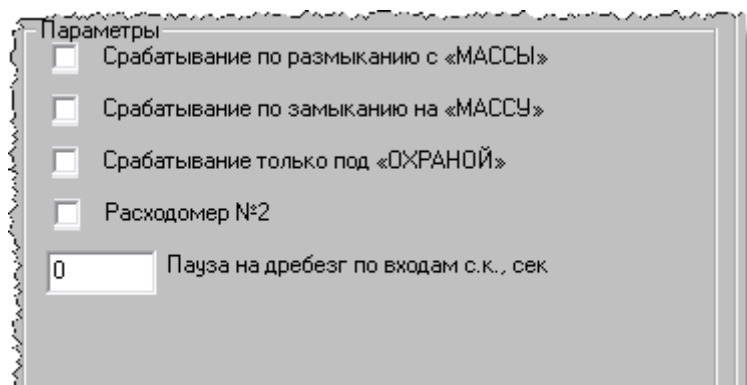 Параметры
Срабатывание по размыканию с «МАССЫ»
Срабатывание по замыканию на «МАССУ»
Срабатывание только под «ОХРАНОЙ»
Расходомер №2
0 Пауза на дребезг по входам с.к., сек